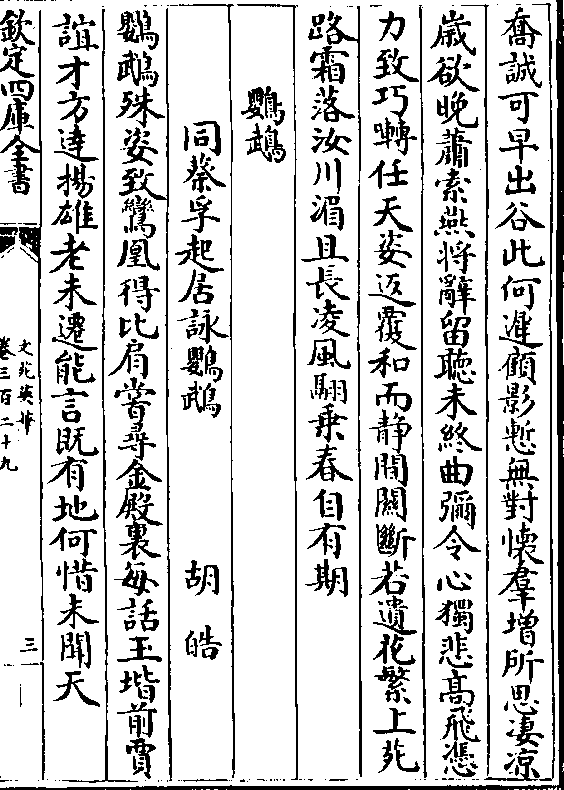 喬誠可早出谷此何遲顧影慙無對懷羣增所思淒涼
歲欲晚蕭索燕將辭留聽未終曲彌令心獨悲高飛憑
力致巧囀任天姿返覆和而静間關斷若遺花繁上苑
路霜落汝川湄且長凌風翮乗春自有期
鸚鵡
同蔡孚起居詠鸚鵡 胡皓
鸚鵡殊姿致鸞凰得比肩嘗尋金殿裏每話玉堦前賈
誼才方達揚雄老未遷能言既有地何惜未聞天
欽定四庫全書
文苑英華
卷三百二十九
三